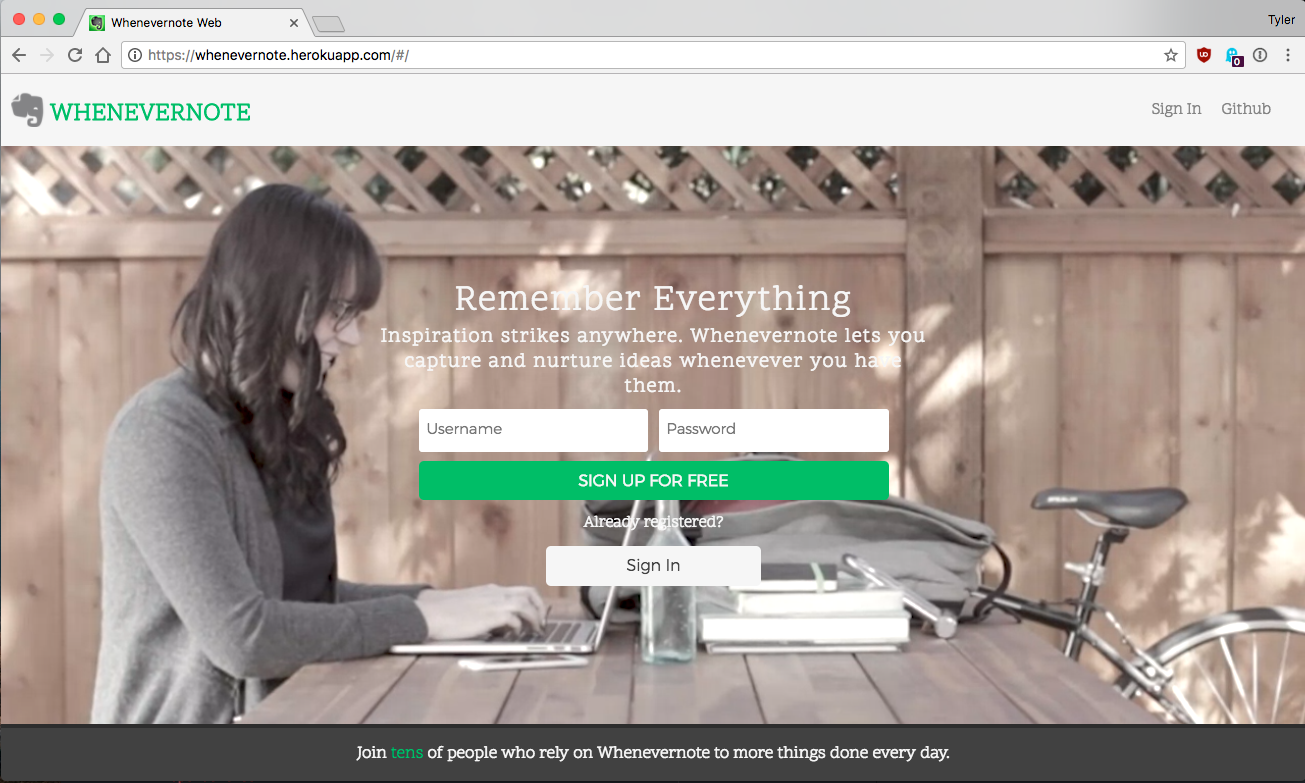 Whenevernote Web
Tyler
https://whenevernote.herokuapp.com/#/
0
WHENEVERNOTE
Sign In
Github
Remember Everything
Inspiration strikes anywhere. Whenevernote lets you
capture and nurture ideas whenevever you have
them.
Username
Password
SIGN UP FOR FREE
Already registered?
Sign In
Join tens of people who rely on Whenevernote to more things done every day.